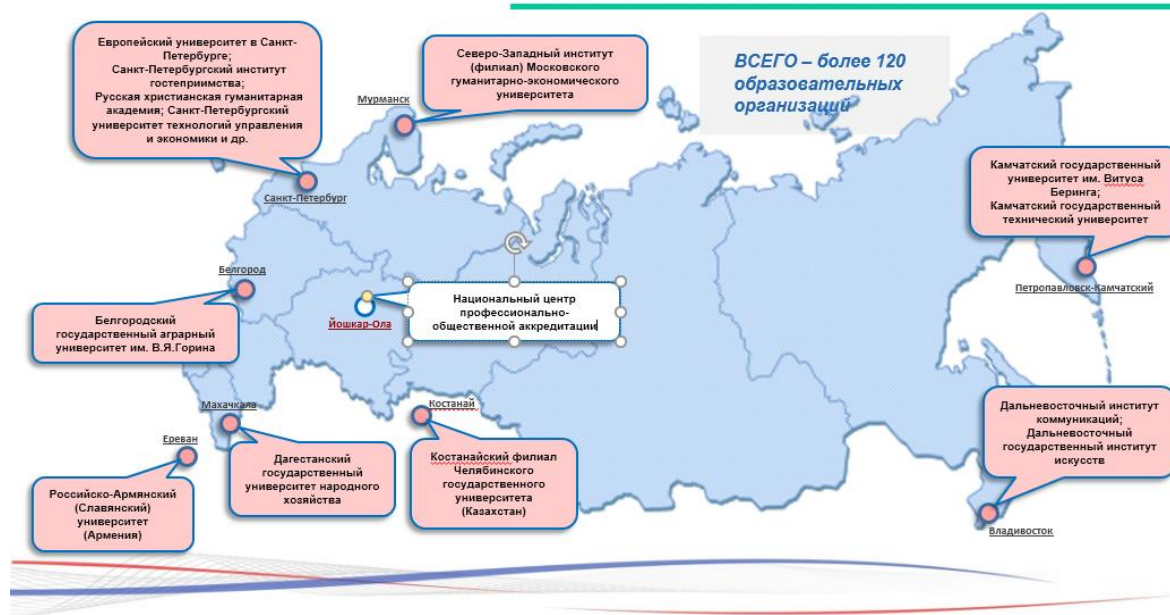 Европейский университет в Санкт-
Петербурге;
Санкт-Петербургский институт
гостеприимства;
Русская христианская гуманитарная
академия; Санкт-Петербургский
университет технологий управления
и экономики и др.
Северо-Западный институт
(филиал) Московского
гуманитарно-экономического
университета
ВСЕГО – более 120
образовательных
организаций
Мурманск
Санкт-Петербург
Камчатский государственный
университет им. Витуса
Беринга;
Камчатский государственный
технический университет
Петропавловск-Камчатский
Белгород
Национальный центр
профессионально-
общественной аккредитации
Йошкар-Ола
Белгородский
государственный аграрный
университет им. В.Я.Горина
Махачкала
Костанай
Ереван
Дагестанский
государственный
университет народного
хозяйства
Костанайский филиал
Челябинского
государственного
университета
(Казахстан)
Российско-Армянский
(Славянский)
университет
(Армения)
Дальневосточный институт
коммуникаций;
Дальневосточный
государственный институт
искусств
Владивосток